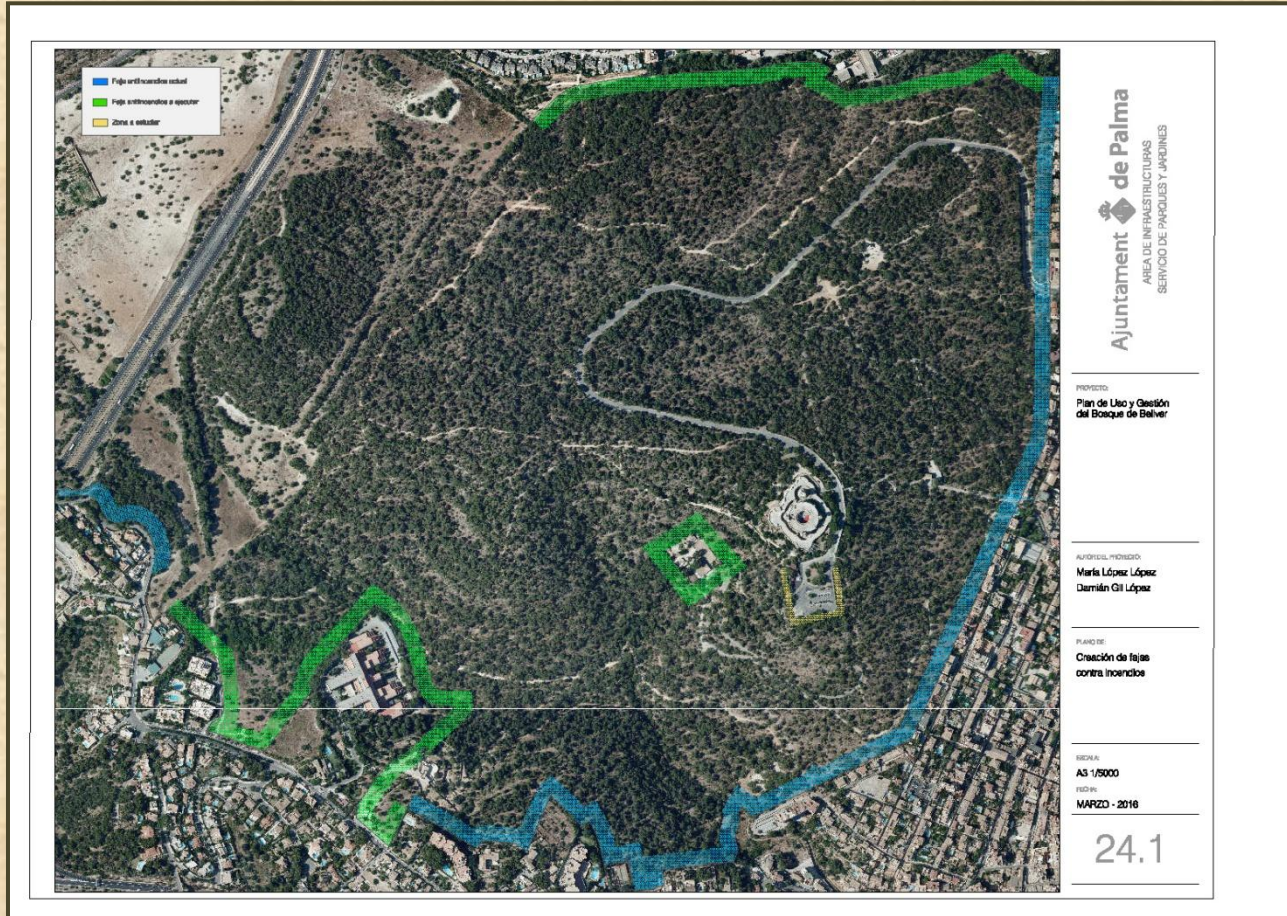 Faja antiincendios actual
Faja antiincendios a ejecutar
Zona a estudiar
Ajuntament de Palma
AREA DE INFRAESTRUCTURAS
SERVICIO DE PARQUES Y JARDINES
PROYECTO:
Plan de Uso y Gestión
del Bosque de Bellver
AUTOR DEL PROYECTO:
María López López
Damián Gil López
PLANO DE:
Creación de fajas
contra incendios
ESCALA:
A3 1/5000
FECHA:
MARZO - 2016
24.1